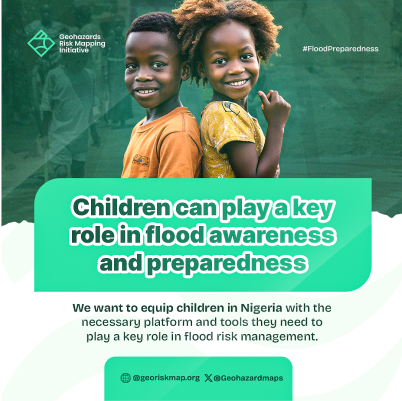 Geohazards
Risk Mapping
Initiative
#FloodPreparedness
Children can play a key
role in flood awareness
and preparedness
We want to equip children in Nigeria with the
necessary platform and tools they need to
play a key role in flood risk management.
@georiskmap.org @Geohazardmaps